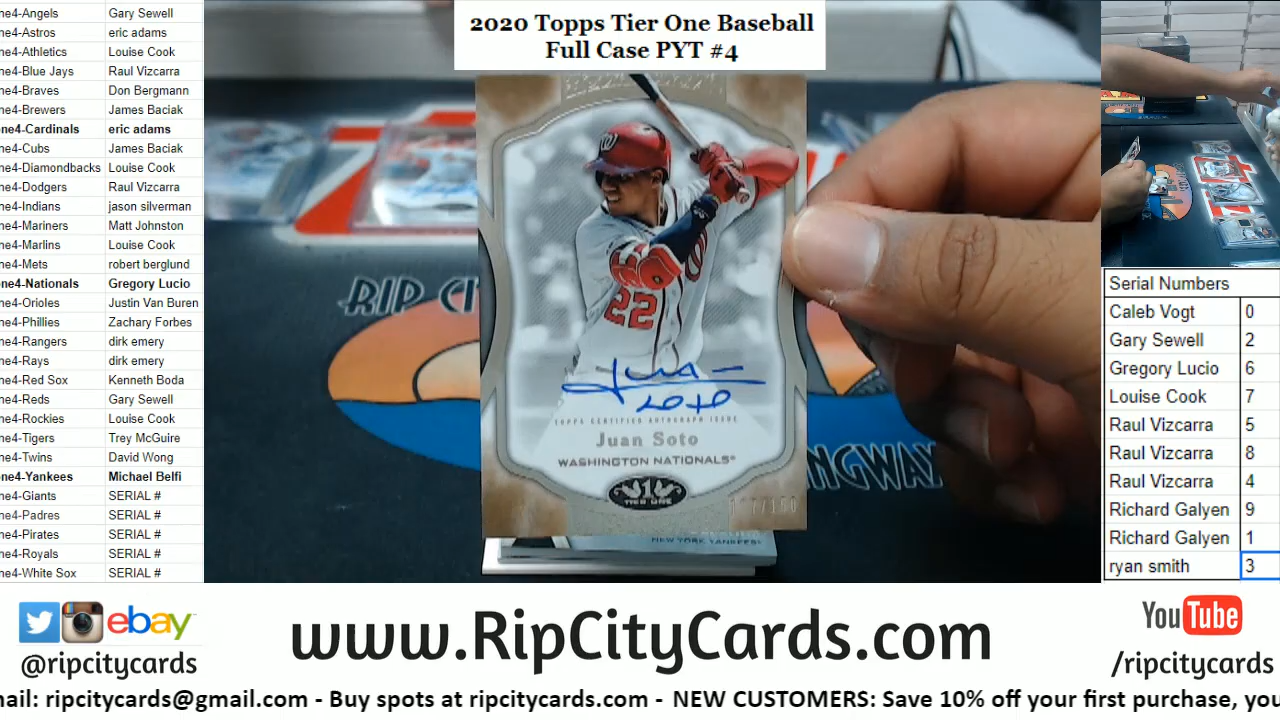 2020 Topps Tier One Baseball
Full Case PYT #4
ne4-Angels Gary Sewell
ne4-Astros eric adams
ne4-Athletics Louise Cook
ne4-Blue Jays Raul Vizcarra
ne4-Braves Don Bergmann
ne4-Brewers James Baciak
ne4-Cardinals eric adams
ne4-Cubs James Baciak
ne4-Diamondbacks Louise Cook
ne4-Dodgers Raul Vizcarra
ne4-Indians jason silverman
ne4-Mariners Matt Johnston
ne4-Marlins Louise Cook
ne4-Mets robert berglund
ne4-Nationals Gregory Lucio
ne4-Orioles Justin Van Buren
ne4-Phillies Zachary Forbes
ne4-Rangers dirk emery
ne4-Rays dirk emery
ne4-Red Sox Kenneth Boda
ne4-Reds Gary Sewell
ne4-Rockies Louise Cook
ne4-Tigers Trey McGuire
ne4-Twins David Wong
ne4-Yankees Michael Belfi
ne4-Giants SERIAL #
ne4-Padres SERIAL #
ne4-Pirates SERIAL #
ne4-Royals SERIAL #
ne4-White Sox SERIAL #
RIP CI
NGWAY
22
TOPPS CERTIFIED AUTOGRAPH ISSUE
Juan Soto
WASHINGTON NATIONALS®
1
TIER ONE
NEW YORK YANKEES®
Serial Numbers
Caleb Vogt 0
Gary Sewell 2
Gregory Lucio 6
Louise Cook 7
Raul Vizcarra 5
Raul Vizcarra 8
Raul Vizcarra 4
Richard Galyen 9
Richard Galyen 1
ryan smith 3
ebay
@ripcitycards
www.RipCityCards.com
YouTube
/ripcitycards
nail: ripcitycards@gmail.com - Buy spots at ripcitycards.com - NEW CUSTOMERS: Save 10% off your first purchase, you